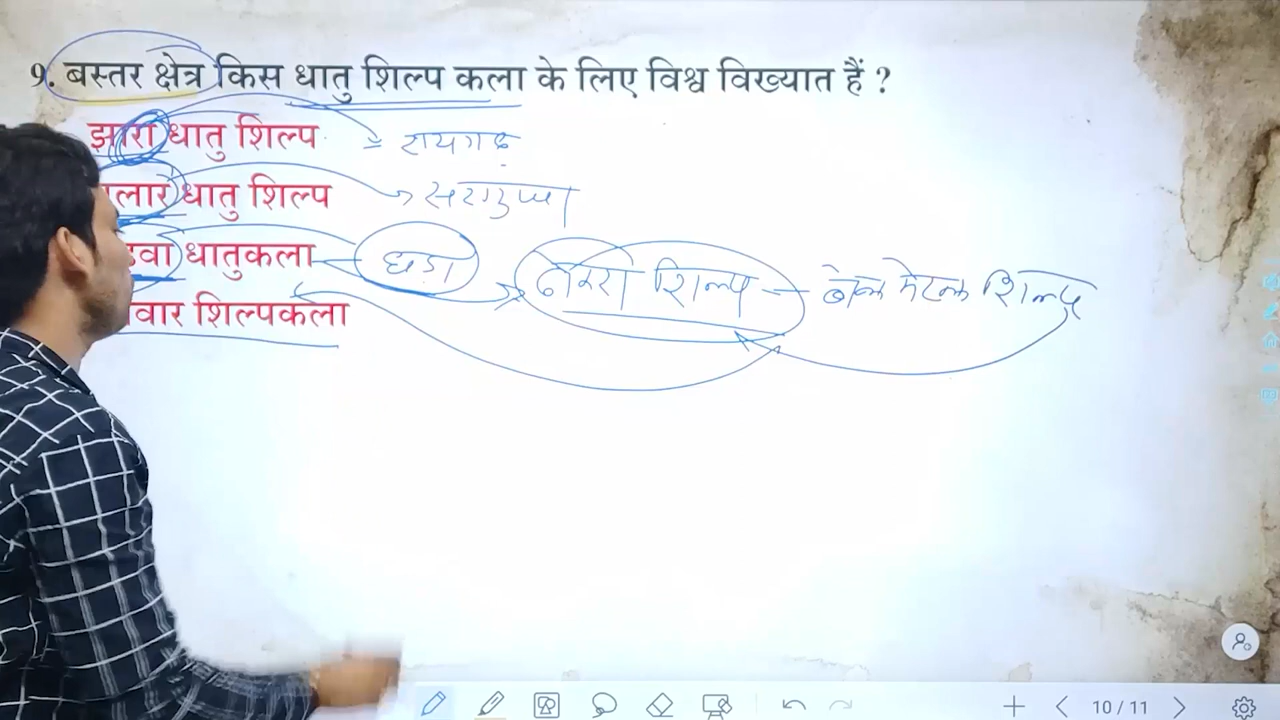 9. बस्तर क्षेत्र किस धातु शिल्प कला के लिए विश्व विख्यात हैं ?
झारा धातु शिल्प = रायगढ़
लार धातु शिल्प सरगुजा
वा धातुकला घड़वा ढोकरा शिल्प - बेल मेटल शिल्प
वार शिल्पकला
10 / 11